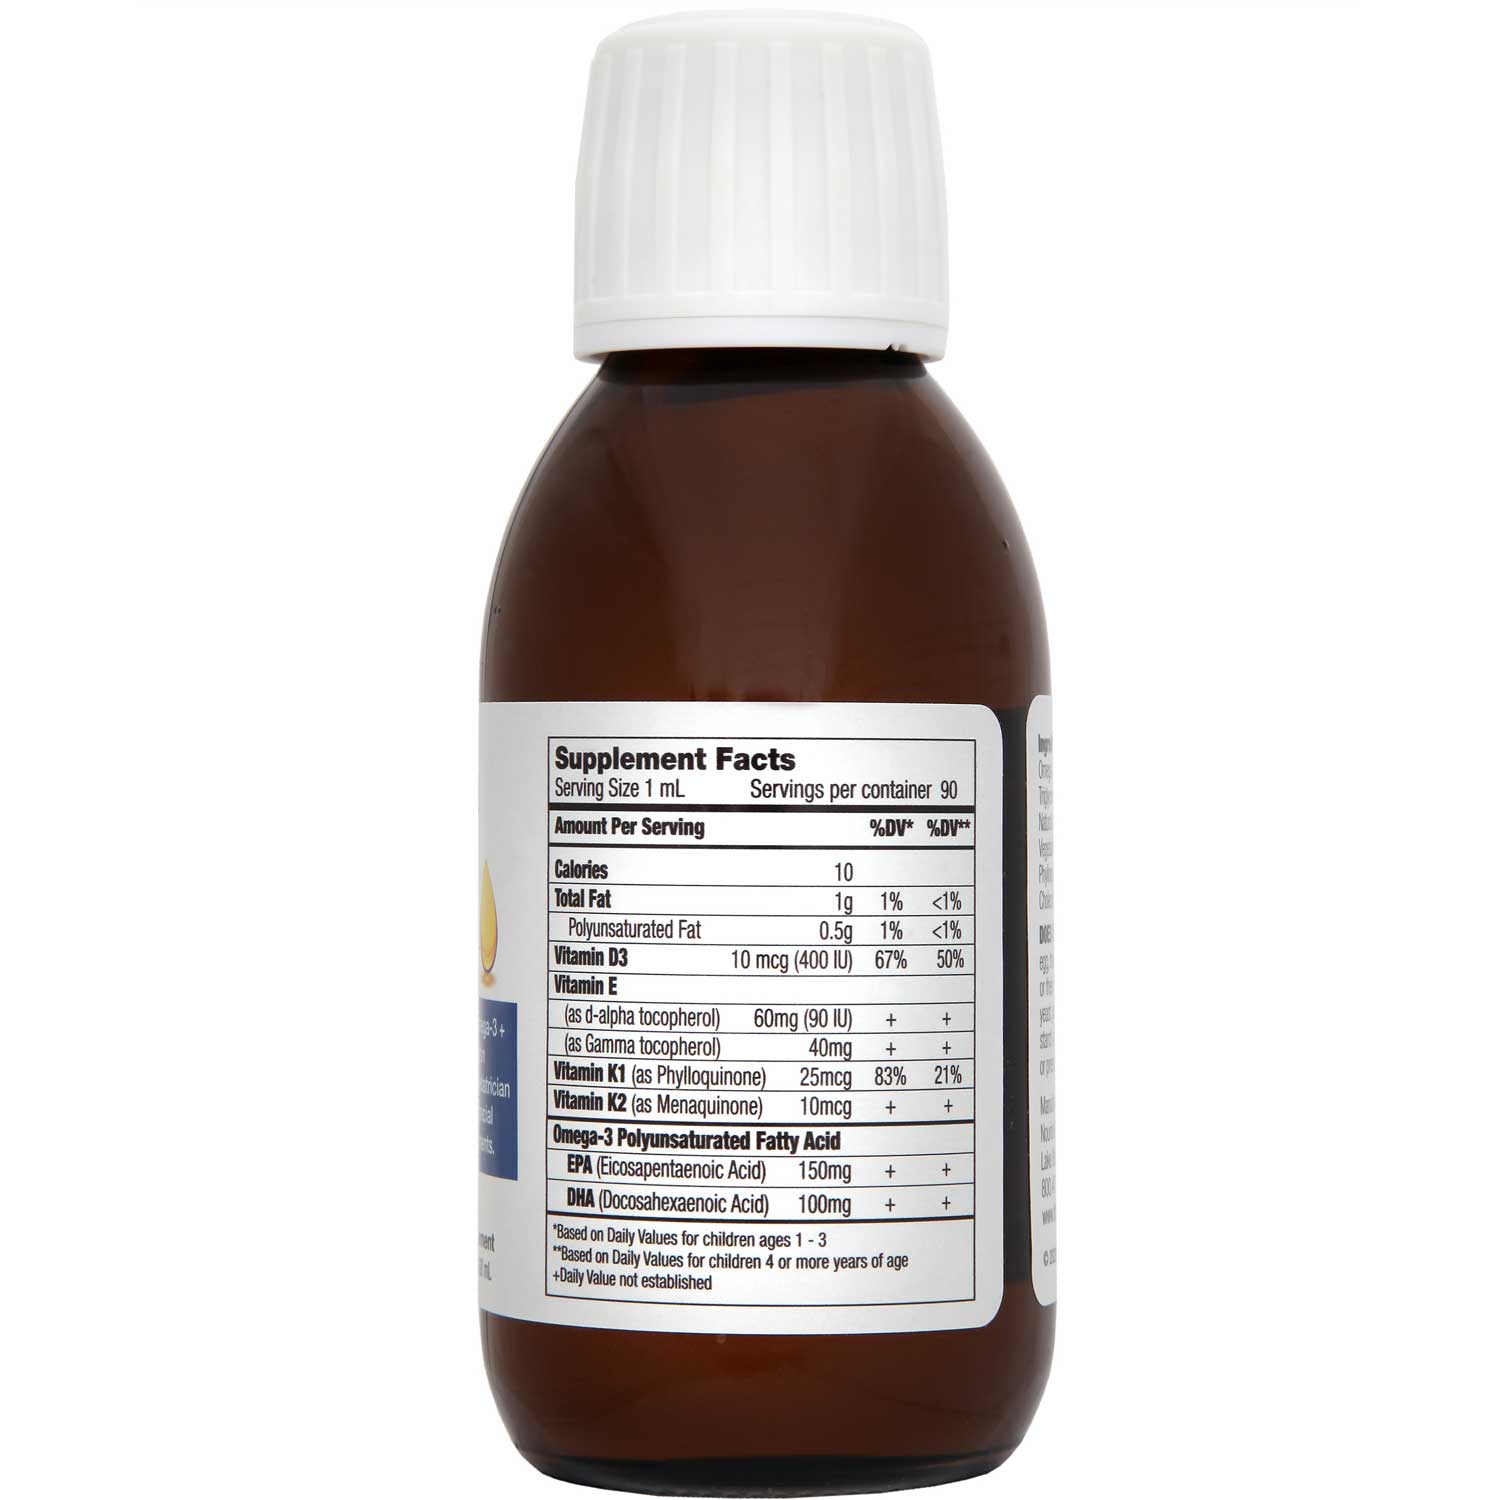 Supplement Facts
Serving Size 1 mL Servings per container 90
Amount Per Serving %DV* %DV**
Calories 10
Total Fat 1g 1% <1%
Polyunsaturated Fat 0.5g 1% <1%
Vitamin D3 10 mcg (400 IU) 67% 50%
Vitamin E
(as d-alpha tocopherol) 60mg (90 IU) + +
(as Gamma tocopherol) 40mg + +
Vitamin K1 (as Phylloquinone) 25mcg 83% 21%
Vitamin K2 (as Menaquinone) 10mcg + +
Omega-3 Polyunsaturated Fatty Acid
EPA (Eicosapentaenoic Acid) 150mg + +
DHA (Docosahexaenoic Acid) 100mg + +
*Based on Daily Values for children ages 1 - 3
**Based on Daily Values for children 4 or more years of age
+Daily Value not established